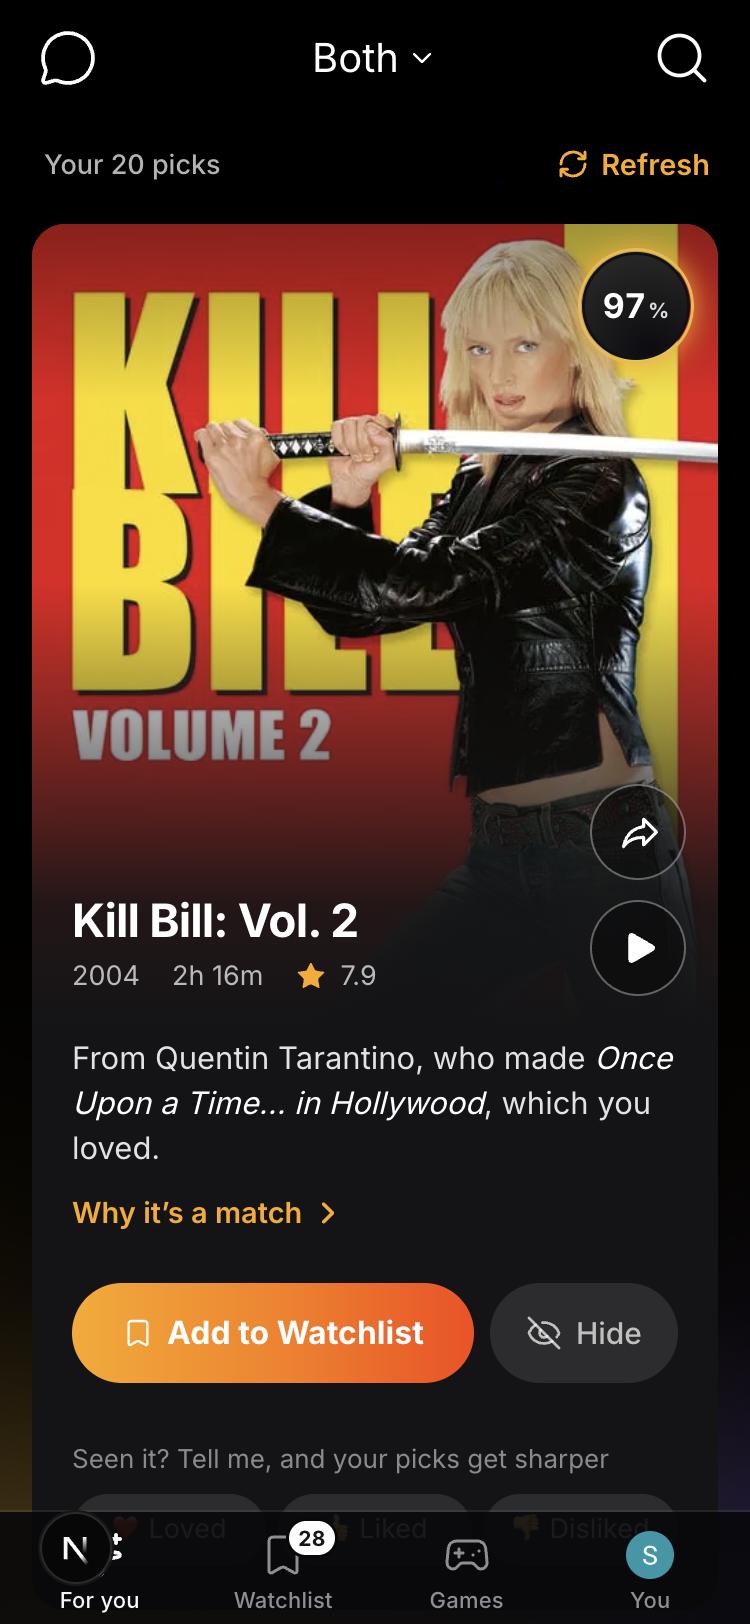 Both
Your 20 picks
Refresh
97%
KILL
BILL
VOLUME 2
Kill Bill: Vol. 2
2004 2h 16m 7.9
From Quentin Tarantino, who made Once
Upon a Time... in Hollywood, which you
loved.
Why it’s a match
Add to Watchlist
Hide
Seen it? Tell me, and your picks get sharper
Loved Liked Disliked
N 28 S
For you Watchlist Games You